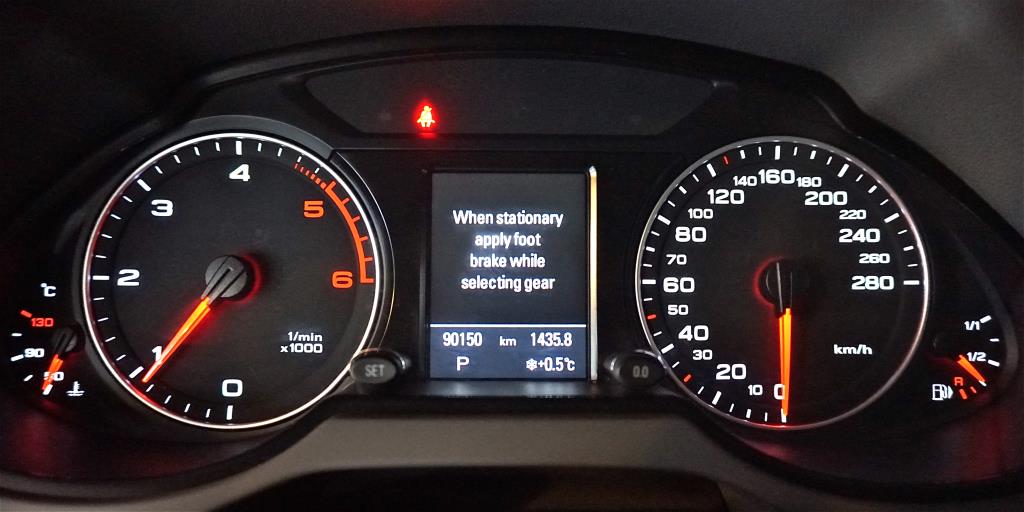 4
3
5
2
6
1
0
1/min
x1000
°C
130
90
50
When stationary
apply foot
brake while
selecting gear
90150 km 1435.8
P ❄+0.5°C
SET
0.0
0
10
20
30
40
50
60
70
80
100
120
140
160
180
200
220
240
260
280
km/h
1/1
1/2
R